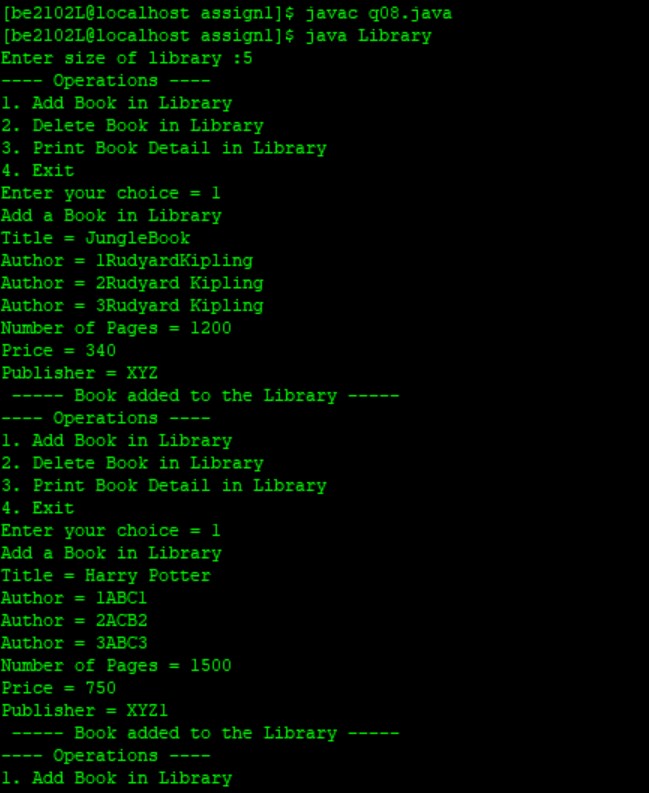 [be2102L@localhost assign1]$ javac q08.java
[be2102L@localhost assign1]$ java Library
Enter size of library :5
---- Operations ----
1. Add Book in Library
2. Delete Book in Library
3. Print Book Detail in Library
4. Exit
Enter your choice = 1
Add a Book in Library
Title = JungleBook
Author = 1RudyardKipling
Author = 2Rudyard Kipling
Author = 3Rudyard Kipling
Number of Pages = 1200
Price = 340
Publisher = XYZ
 ----- Book added to the Library -----
---- Operations ----
1. Add Book in Library
2. Delete Book in Library
3. Print Book Detail in Library
4. Exit
Enter your choice = 1
Add a Book in Library
Title = Harry Potter
Author = 1ABC1
Author = 2ACB2
Author = 3ABC3
Number of Pages = 1500
Price = 750
Publisher = XYZ1
 ----- Book added to the Library -----
---- Operations ----
1. Add Book in Library